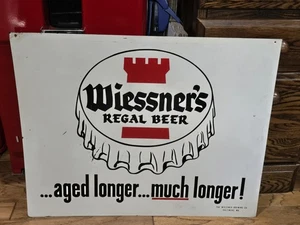 Wiessner's
REGAL BEER
...aged longer...much longer!